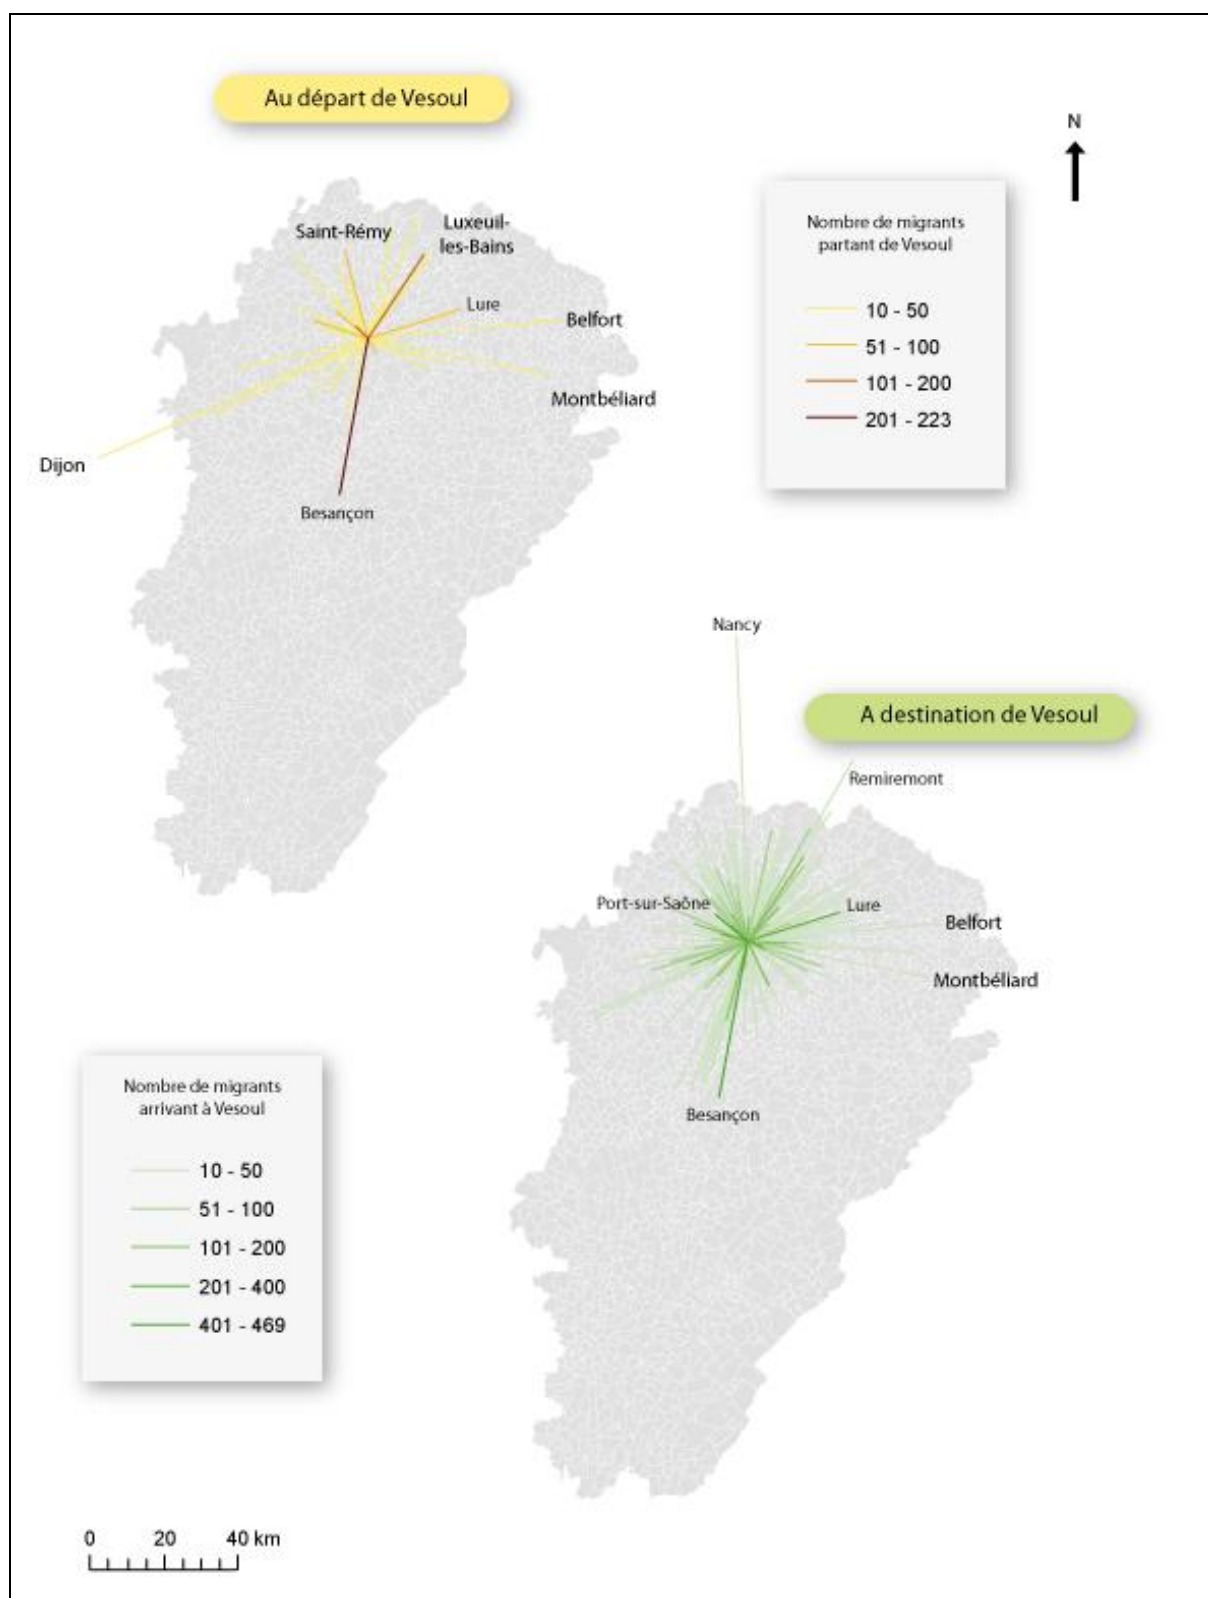 Au départ de Vesoul
N
Nombre de migrants
partant de Vesoul
10 - 50
51 - 100
101 - 200
201 - 223
Saint-Rémy
Luxeuil-
les-Bains
Lure
Belfort
Montbéliard
Dijon
Besançon
Nancy
A destination de Vesoul
Remiremont
Port-sur-Saône
Lure
Belfort
Montbéliard
Besançon
Nombre de migrants
arrivant à Vesoul
10 - 50
51 - 100
101 - 200
201 - 400
401 - 469
0 20 40 km